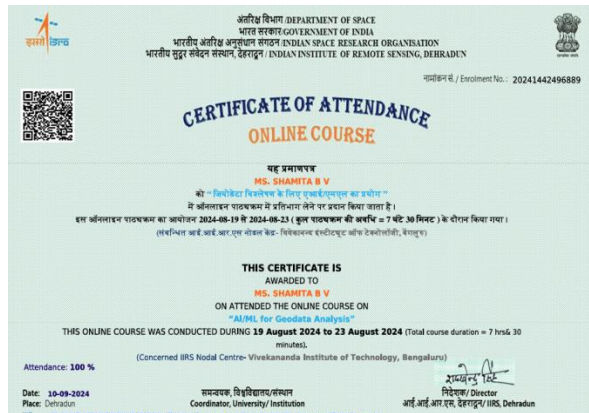 अंतरिक्ष विभाग /DEPARTMENT OF SPACE
भारत सरकार/GOVERNMENT OF INDIA
भारतीय अंतरिक्ष अनुसंधान संगठन / INDIAN SPACE RESEARCH ORGANISATION
भारतीय सुदूर संवेदन संस्थान, देहरादून / INDIAN INSTITUTE OF REMOTE SENSING, DEHRADUN
इसरो isro
नामांकन सं. / Enrolment No.: 20241442496889
CERTIFICATE OF ATTENDANCE
ONLINE COURSE
यह प्रमाणपत्र
MS. SHAMITA B V
को " जियोडेटा विश्लेषण के लिए एआई/एमएल का प्रयोग "
में ऑनलाइन पाठ्यक्रम में प्रतिभाग लेने पर प्रदान किया जाता है।
इस ऑनलाइन पाठ्यक्रम का आयोजन 2024-08-19 से 2024-08-23 ( कुल पाठ्यक्रम की अवधि = 7 घंटे 30 मिनट ) के दौरान किया गया।
(संबन्धित आई.आई.आर.एस नोडल केंद्र- विवेकानन्द इंस्टीट्यूट ऑफ टेक्नोलॉजी, बेंगलुरु)
THIS CERTIFICATE IS
AWARDED TO
MS. SHAMITA B V
ON ATTENDED THE ONLINE COURSE ON
"AI/ML for Geodata Analysis"
THIS ONLINE COURSE WAS CONDUCTED DURING 19 August 2024 to 23 August 2024 (Total course duration = 7 hrs& 30
minutes).
(Concerned IIRS Nodal Centre- Vivekananda Institute of Technology, Bengaluru)
Attendance: 100 %
Date: 10-09-2024
Place: Dehradun
समन्वयक, विश्वविद्यालय/संस्थान
Coordinator, University/ Institution
निदेशक/ Director
आई.आई.आर.एस, देहरादून/ IIRS, Dehradun